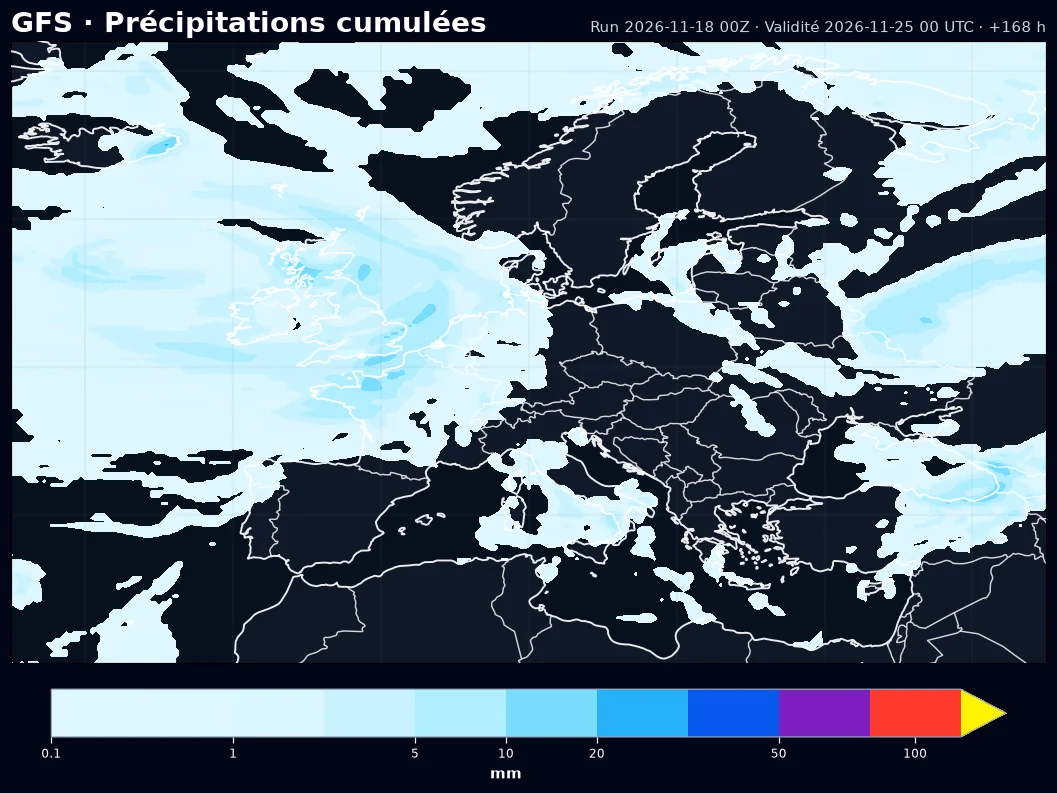 GFS · Précipitations cumulées
Run 2026-11-18 00Z · Validité 2026-11-25 00 UTC · +168 h
0.1 1 5 10 20 50 100
mm